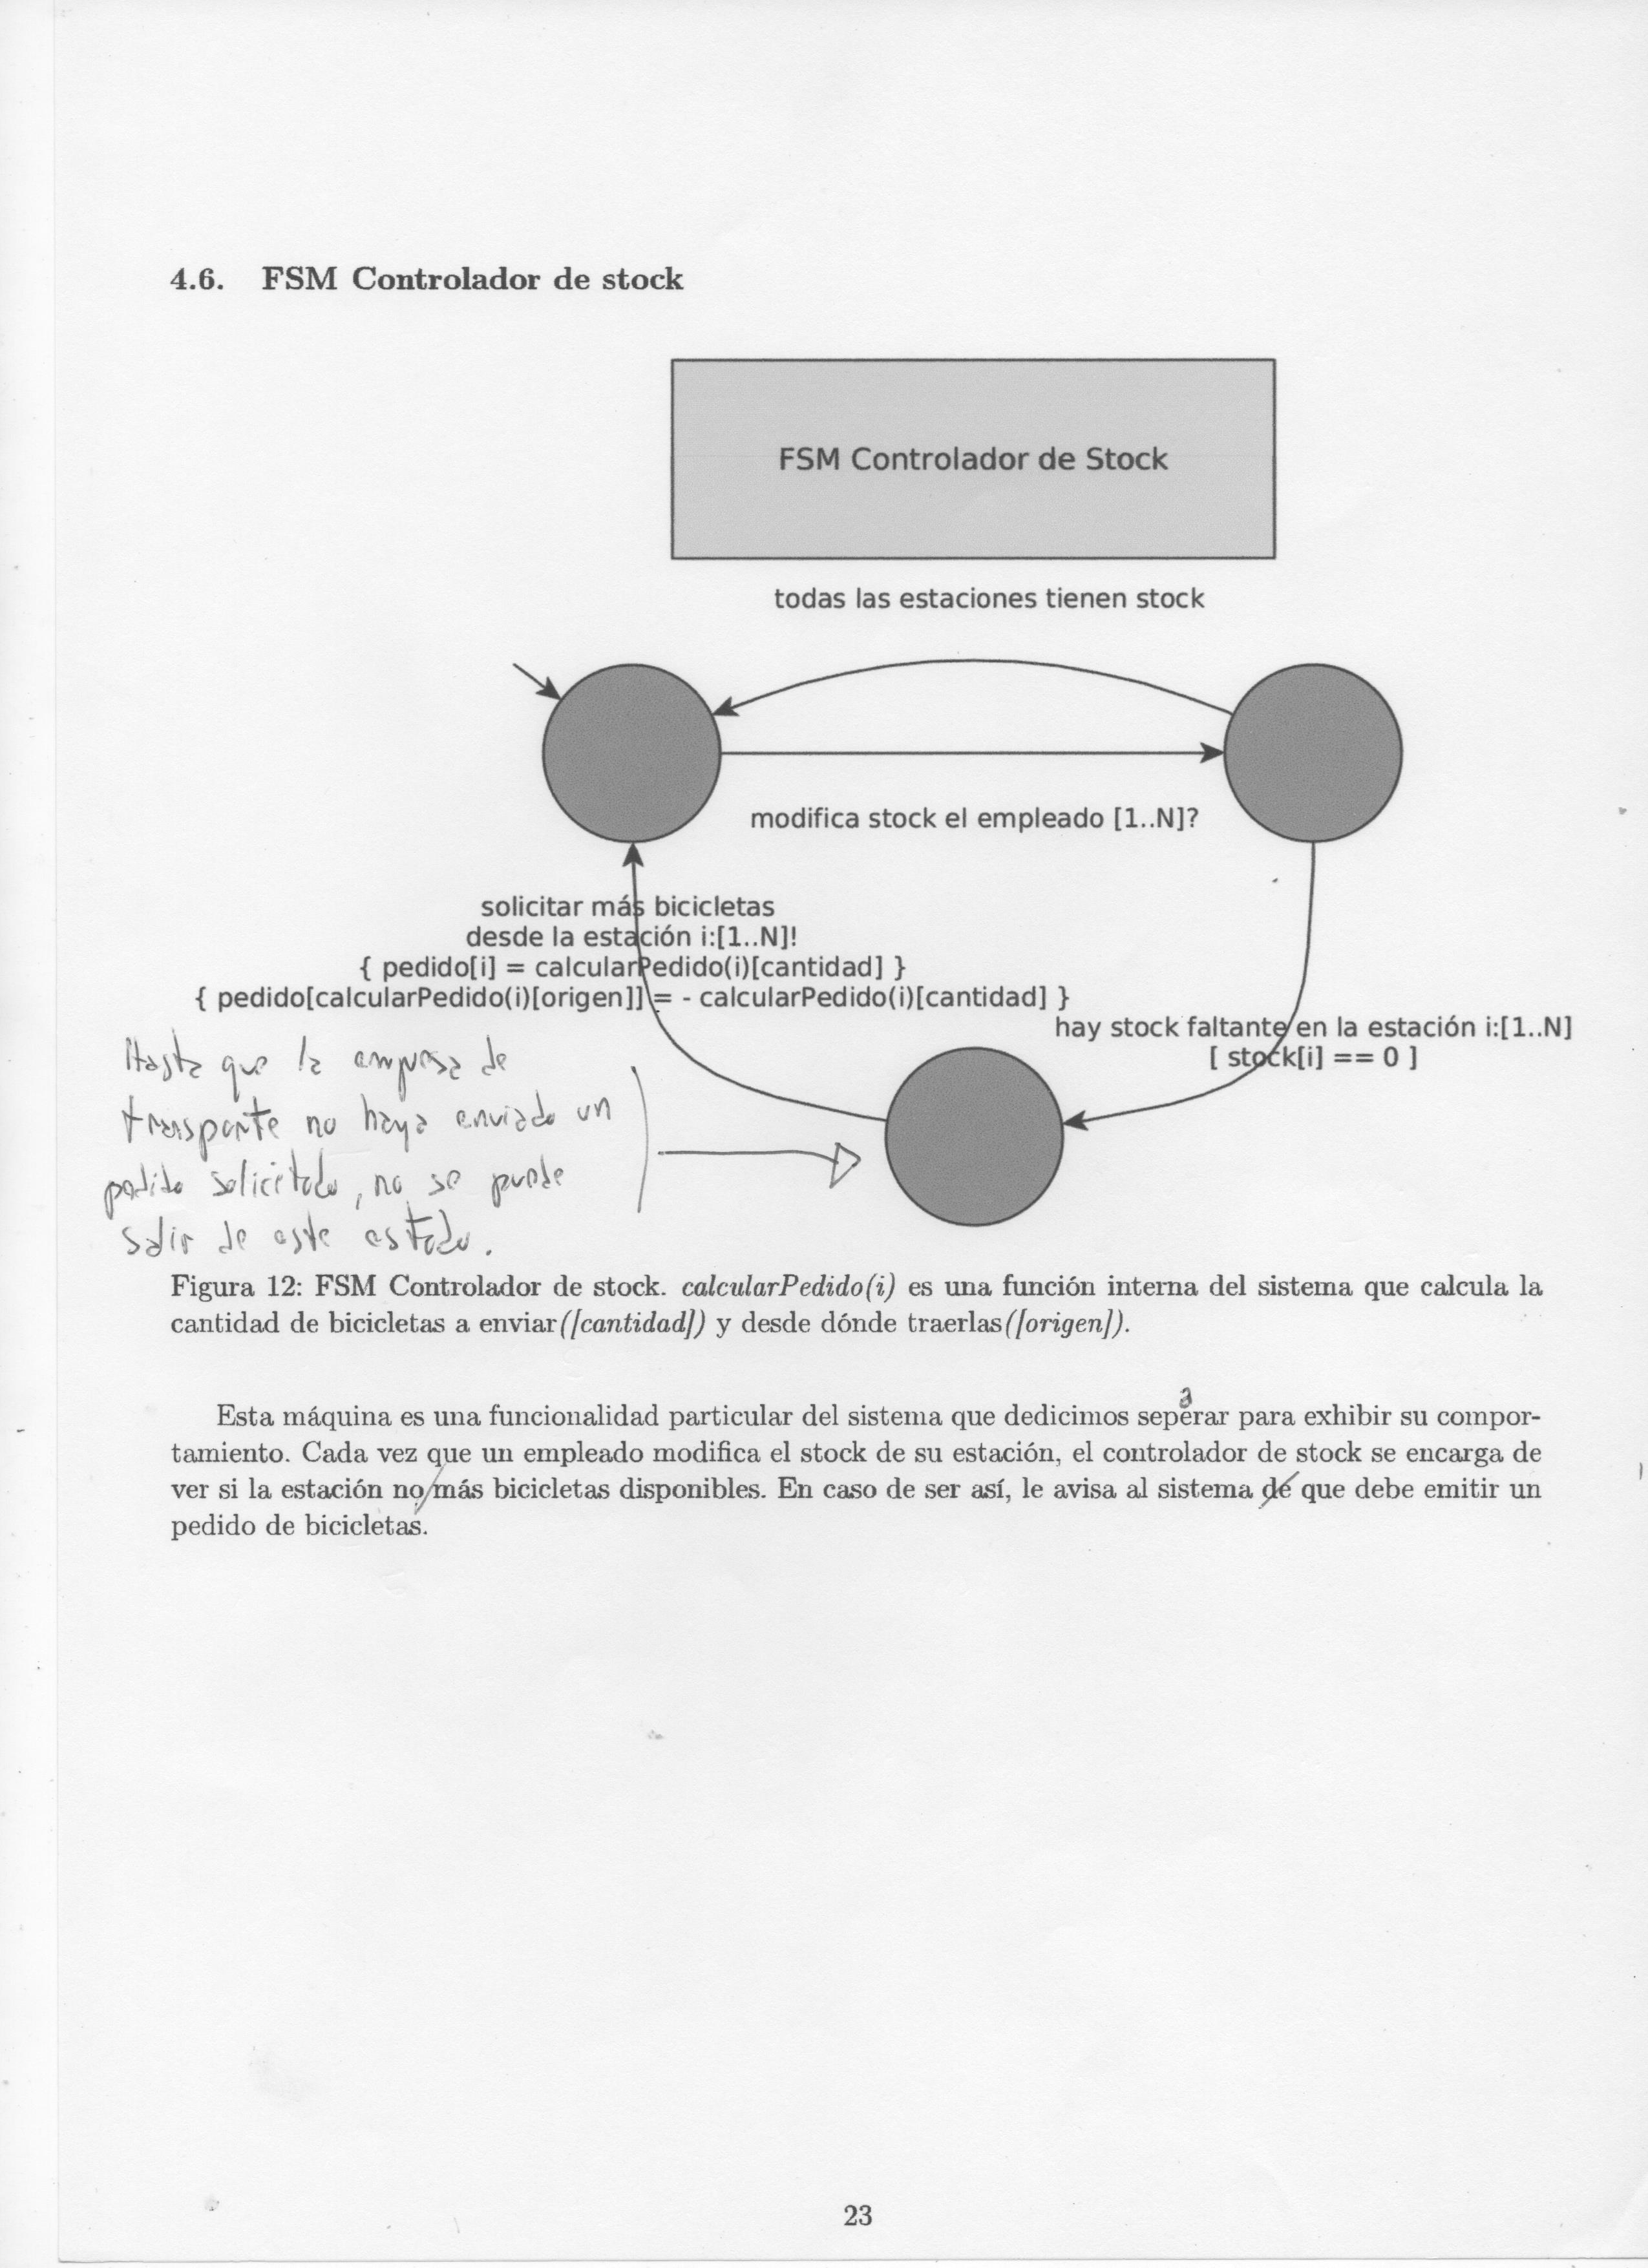 4.6. FSM Controlador de stock
FSM Controlador de Stock
todas las estaciones tienen stock
modifica stock el empleado [1..N]?
solicitar más bicicletas
desde la estación i:[1..N]!
{ pedido[i] = calcularPedido(i)[cantidad] }
{ pedido[calcularPedido(i)[origen]] = - calcularPedido(i)[cantidad] }
hay stock faltante en la estación i:[1..N]
[ stock[i] == 0 ]
Hasta que la empresa de
transporte no haya enviado un
pedido solicitado, no se puede
salir de este estado.
Figura 12: FSM Controlador de stock. calcularPedido(i) es una función interna del sistema que calcula la
cantidad de bicicletas a enviar([cantidad]) y desde dónde traerlas([origen]).
a
Esta máquina es una funcionalidad particular del sistema que dedicimos seperar para exhibir su compor-
tamiento. Cada vez que un empleado modifica el stock de su estación, el controlador de stock se encarga de
ver si la estación no más bicicletas disponibles. En caso de ser así, le avisa al sistema de que debe emitir un
pedido de bicicletas.
23